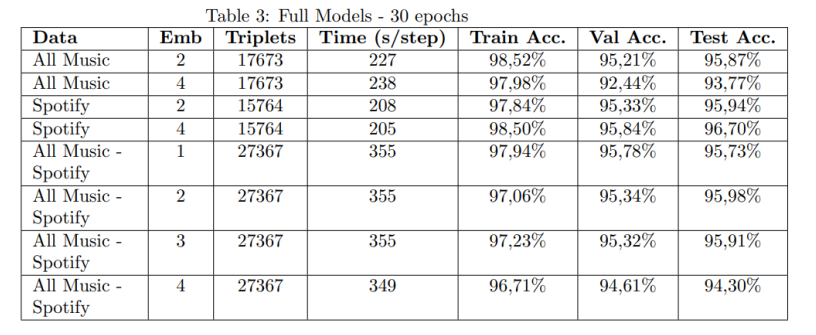 Table 3: Full Models - 30 epochs
Data Emb Triplets Time (s/step) Train Acc. Val Acc. Test Acc.
All Music 2 17673 227 98,52% 95,21% 95,87%
All Music 4 17673 238 97,98% 92,44% 93,77%
Spotify 2 15764 208 97,84% 95,33% 95,94%
Spotify 4 15764 205 98,50% 95,84% 96,70%
All Music - 1 27367 355 97,94% 95,78% 95,73%
Spotify
All Music - 2 27367 355 97,06% 95,34% 95,98%
Spotify
All Music - 3 27367 355 97,23% 95,32% 95,91%
Spotify
All Music - 4 27367 349 96,71% 94,61% 94,30%
Spotify